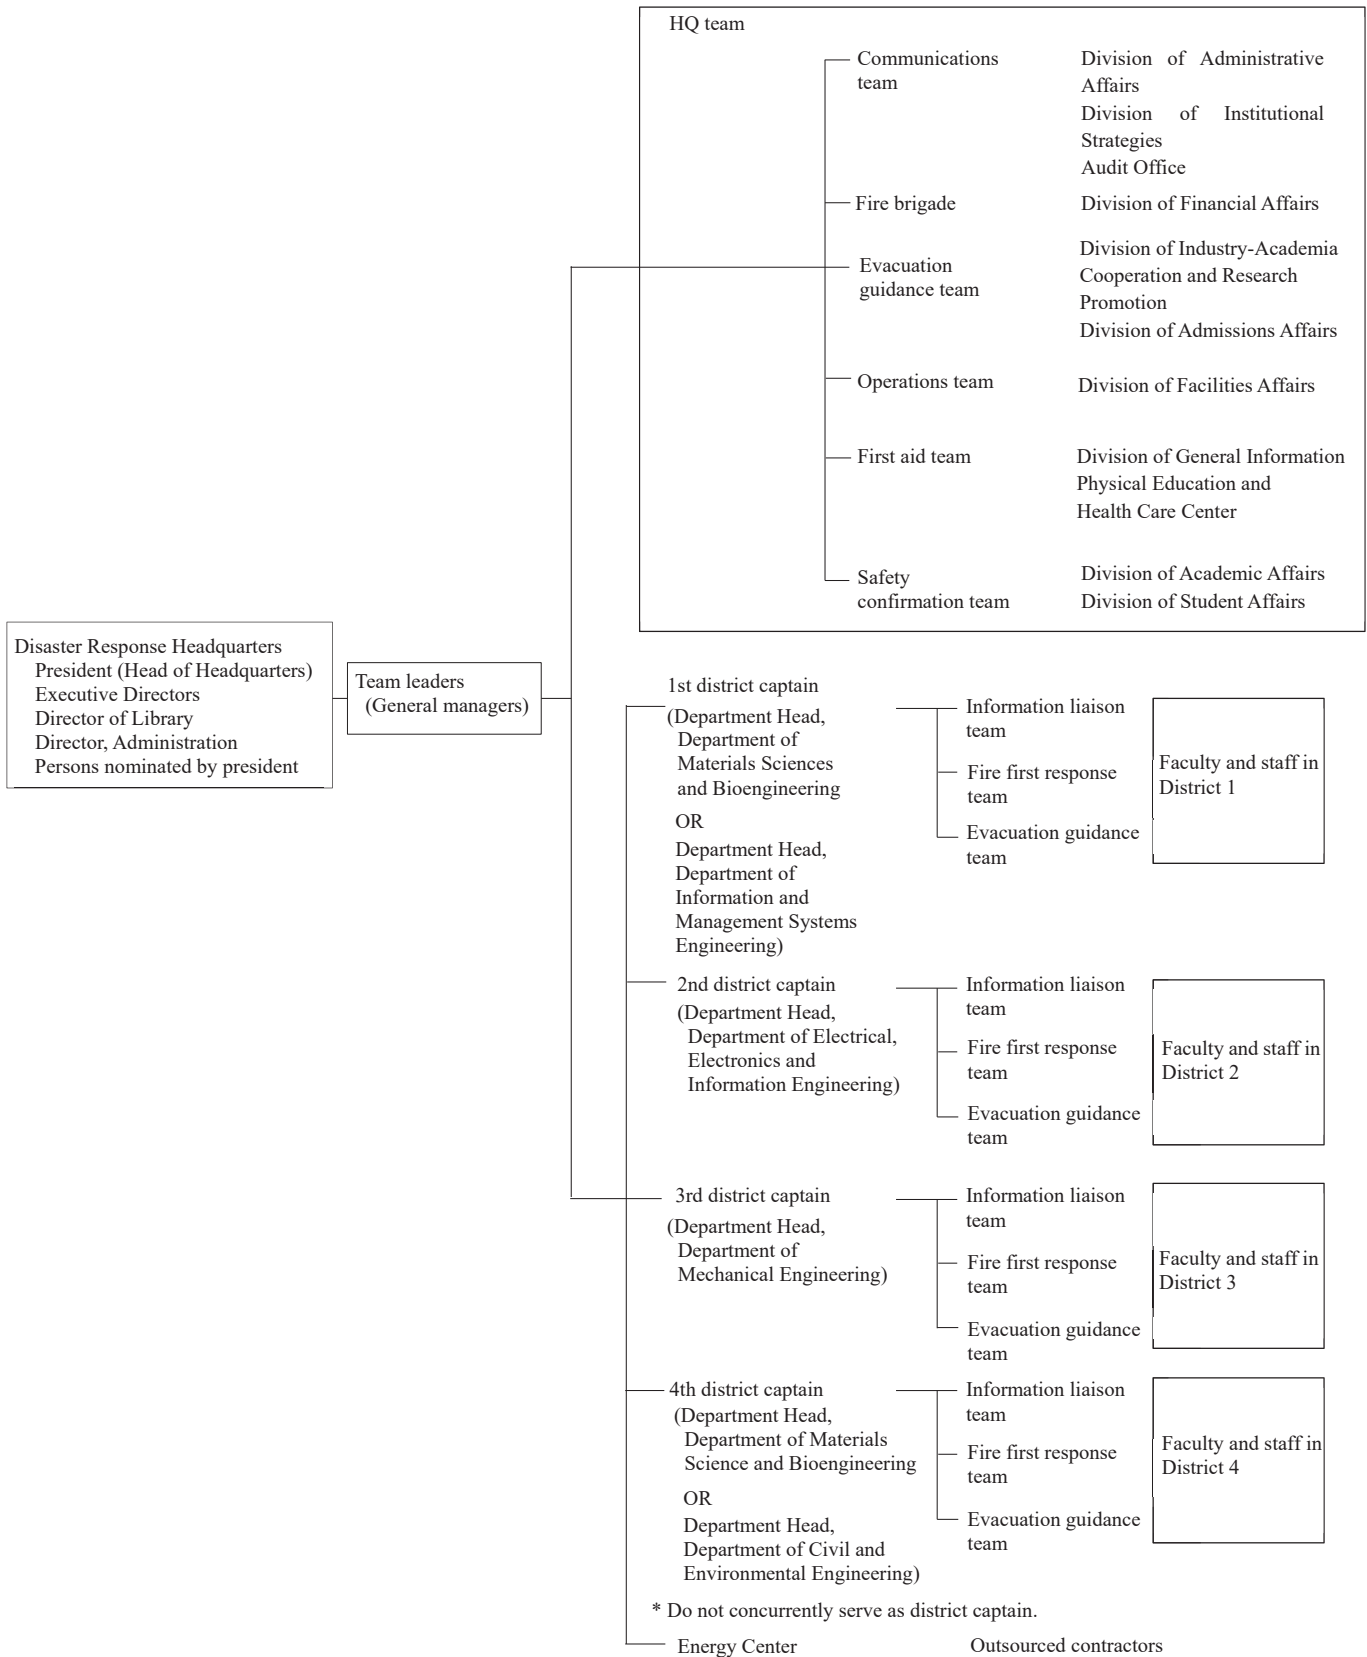 HQ team
Communications
team
Division of Administrative
Affairs
Division of Institutional
Strategies
Audit Office
Fire brigade
Division of Financial Affairs
Evacuation
guidance team
Division of Industry-Academia
Cooperation and Research
Promotion
Division of Admissions Affairs
Operations team
Division of Facilities Affairs
First aid team
Division of General Information
Physical Education and
Health Care Center
Safety
confirmation team
Division of Academic Affairs
Division of Student Affairs
Disaster Response Headquarters
President (Head of Headquarters)
Executive Directors
Director of Library
Director, Administration
Persons nominated by president
Team leaders
(General managers)
1st district captain
(Department Head,
Department of
Materials Sciences
and Bioengineering
OR
Department Head,
Department of
Information and
Management Systems
Engineering)
Information liaison
team
Fire first response
team
Evacuation guidance
team
Faculty and staff in
District 1
2nd district captain
(Department Head,
Department of Electrical,
Electronics and
Information Engineering)
Information liaison
team
Fire first response
team
Evacuation guidance
team
Faculty and staff in
District 2
3rd district captain
(Department Head,
Department of
Mechanical Engineering)
Information liaison
team
Fire first response
team
Evacuation guidance
team
Faculty and staff in
District 3
4th district captain
(Department Head,
Department of Materials
Science and Bioengineering
OR
Department Head,
Department of Civil and
Environmental Engineering)
Information liaison
team
Fire first response
team
Evacuation guidance
team
Faculty and staff in
District 4
* Do not concurrently serve as district captain.
Energy Center
Outsourced contractors